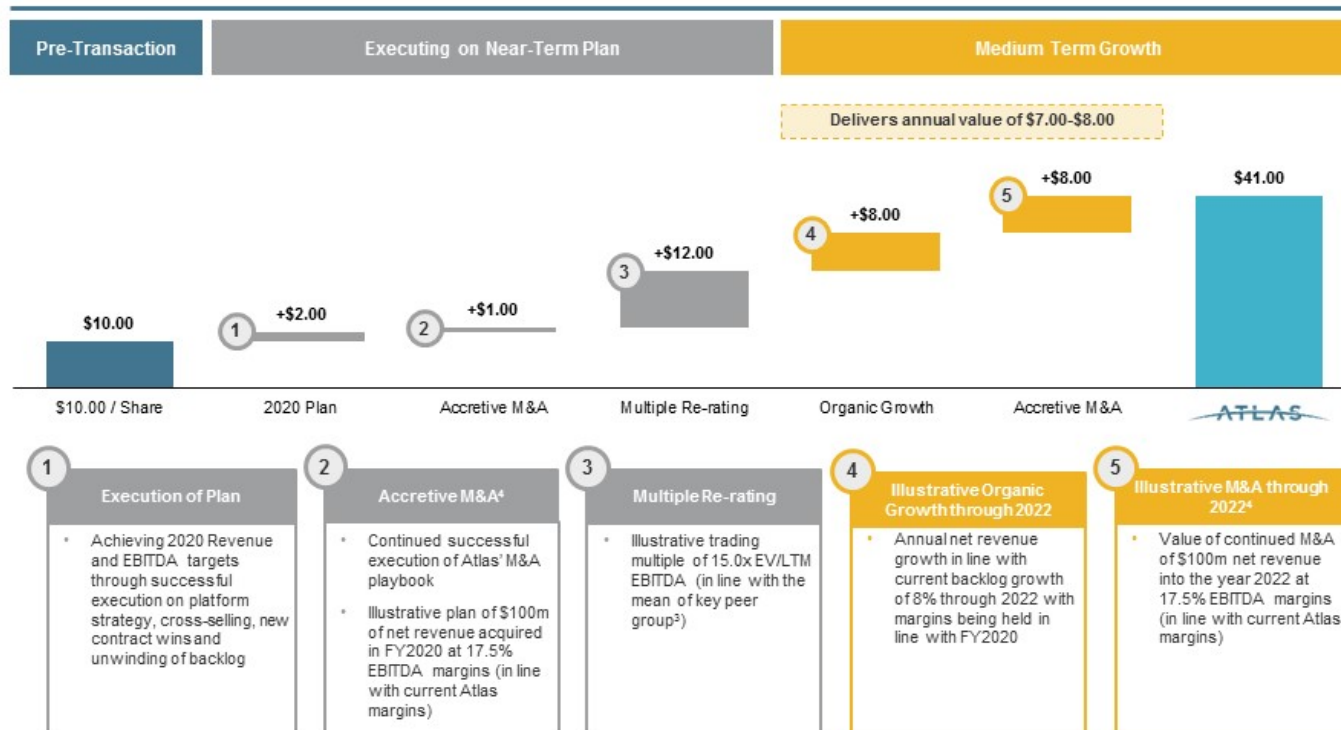 Pre-Transaction
Executing on Near-Term Plan
Medium Term Growth
Delivers annual value of $7.00-$8.00
$10.00
1
+$2.00
2
+$1.00
3
+$12.00
4
+$8.00
5
+$8.00
$41.00
$10.00 / Share
2020 Plan
Accretive M&A
Multiple Re-rating
Organic Growth
Accretive M&A
ATLAS
1
Execution of Plan
• Achieving 2020 Revenue
and EBITDA targets
through successful
execution on platform
strategy, cross-selling, new
contract wins and
unwinding of backlog
2
Accretive M&A⁴
• Continued successful
execution of Atlas' M&A
playbook
• Illustrative plan of $100m
of net revenue acquired
in FY2020 at 17.5%
EBITDA margins (in line
with current Atlas
margins)
3
Multiple Re-rating
• Illustrative trading
multiple of 15.0x EV/LTM
EBITDA (in line with the
mean of key peer
group³)
4
Illustrative Organic
Growth through 2022
• Annual net revenue
growth in line with
current backlog growth
of 8% through 2022 with
margins being held in
line with FY2020
5
Illustrative M&A through
2022⁴
• Value of continued M&A
of $100m net revenue
into the year 2022 at
17.5% EBITDA margins
(in line with current Atlas
margins)